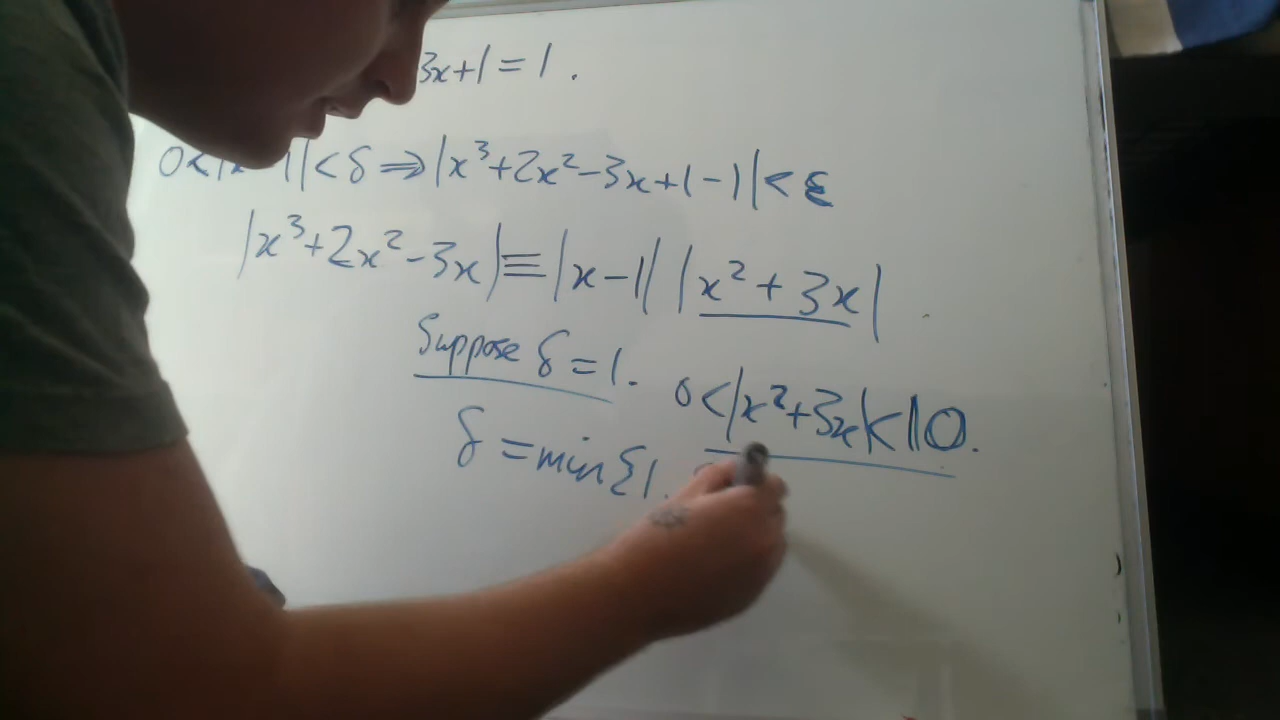 3x+1=1.
0<|x-1|<δ⇒|x³+2x²-3x+1-1|<ε
|x³+2x²-3x|≡|x-1| |x²+3x|
Suppose δ=1.
0<|x²+3x|<10.
δ=min{1,